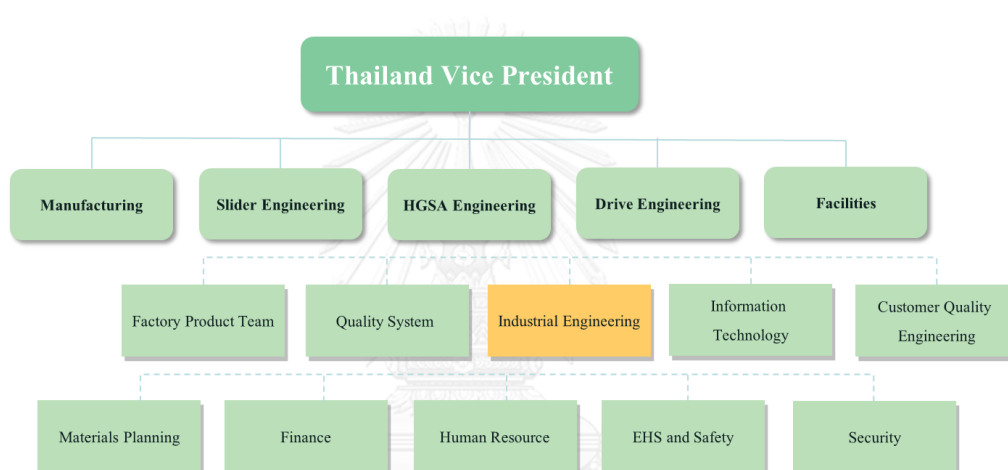 Thailand Vice President
Manufacturing
Slider Engineering
HGSA Engineering
Drive Engineering
Facilities
Factory Product Team
Quality System
Industrial Engineering
Information
Technology
Customer Quality
Engineering
Materials Planning
Finance
Human Resource
EHS and Safety
Security